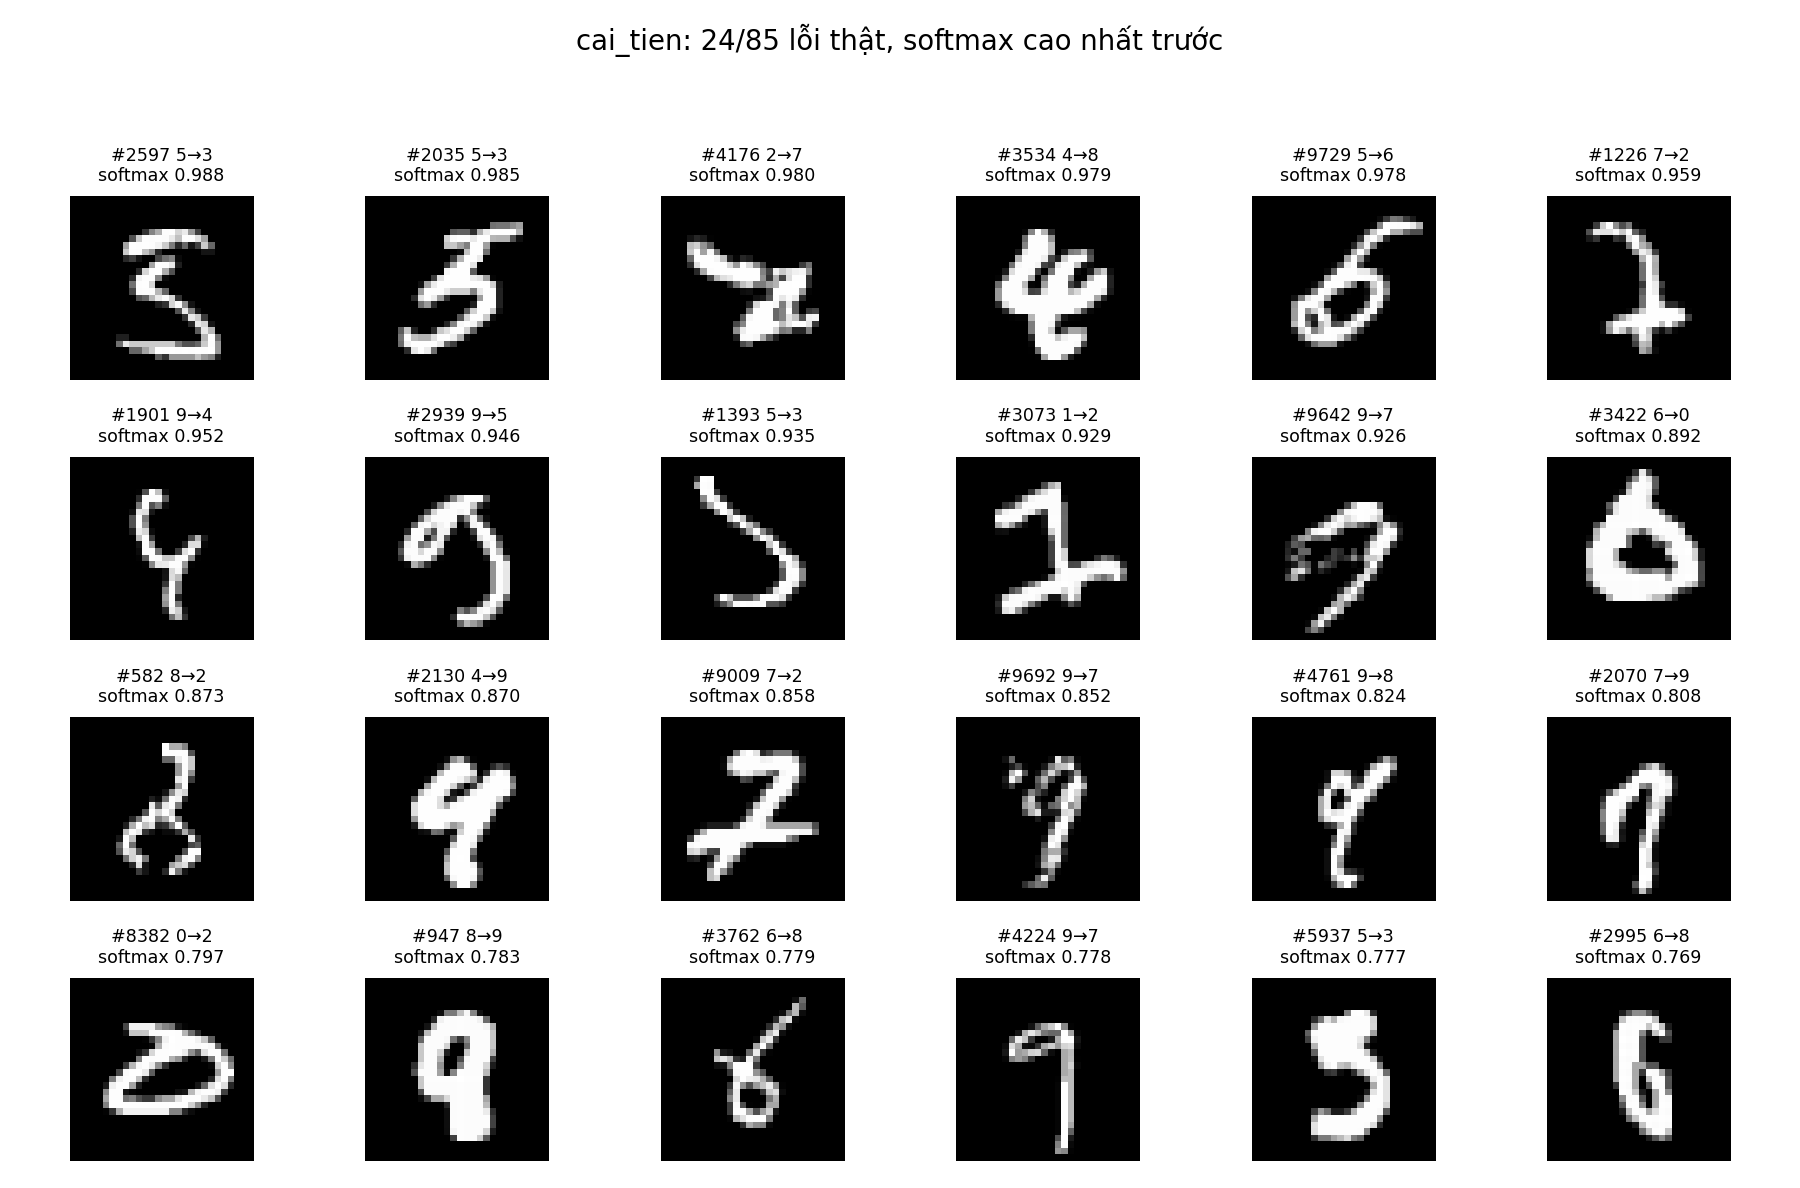 cai_tien: 24/85 lỗi thật, softmax cao nhất trước
#2597 5→3
softmax 0.988
#2035 5→3
softmax 0.985
#4176 2→7
softmax 0.980
#3534 4→8
softmax 0.979
#9729 5→6
softmax 0.978
#1226 7→2
softmax 0.959
#1901 9→4
softmax 0.952
#2939 9→5
softmax 0.946
#1393 5→3
softmax 0.935
#3073 1→2
softmax 0.929
#9642 9→7
softmax 0.926
#3422 6→0
softmax 0.892
#582 8→2
softmax 0.873
#2130 4→9
softmax 0.870
#9009 7→2
softmax 0.858
#9692 9→7
softmax 0.852
#4761 9→8
softmax 0.824
#2070 7→9
softmax 0.808
#8382 0→2
softmax 0.797
#947 8→9
softmax 0.783
#3762 6→8
softmax 0.779
#4224 9→7
softmax 0.778
#5937 5→3
softmax 0.777
#2995 6→8
softmax 0.769